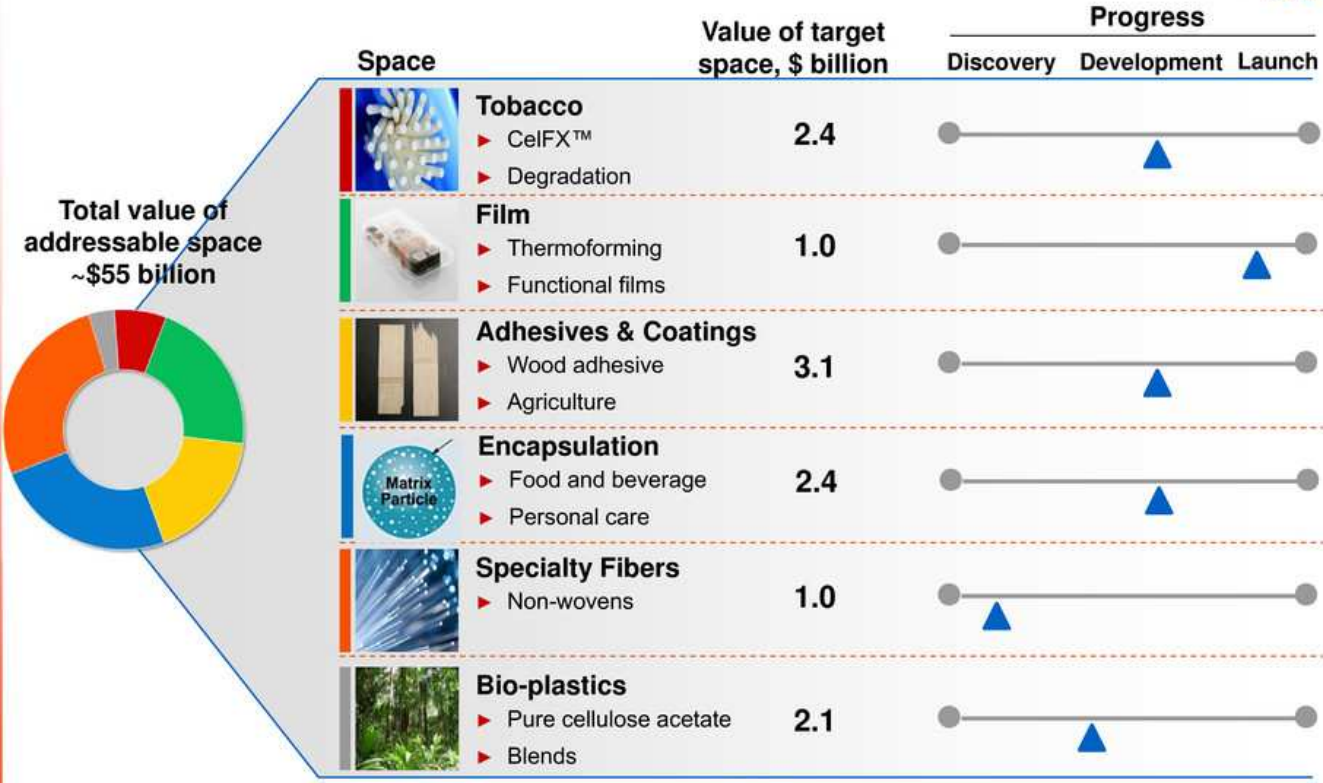 Progress
Value of target
space, $ billion
Space
Discovery Development Launch
Tobacco
► CelFX™
► Degradation
2.4
Total value of
addressable space
~$55 billion
Film
► Thermoforming
► Functional films
1.0
Adhesives & Coatings
► Wood adhesive
► Agriculture
3.1
Encapsulation
► Food and beverage
► Personal care
2.4
Matrix
Particle
Specialty Fibers
► Non-wovens
1.0
Bio-plastics
► Pure cellulose acetate
► Blends
2.1